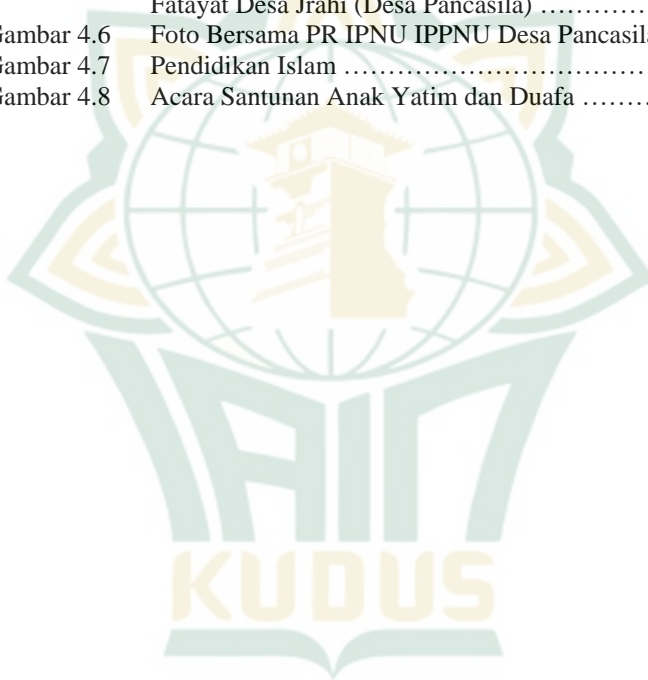 Fatayat Desa Jrahi (Desa Pancasila) ……………
Gambar 4.6 Foto Bersama PR IPNU IPPNU Desa Pancasila
Gambar 4.7 Pendidikan Islam ……………………………
Gambar 4.8 Acara Santunan Anak Yatim dan Duafa ………
IAIN
KUDUS